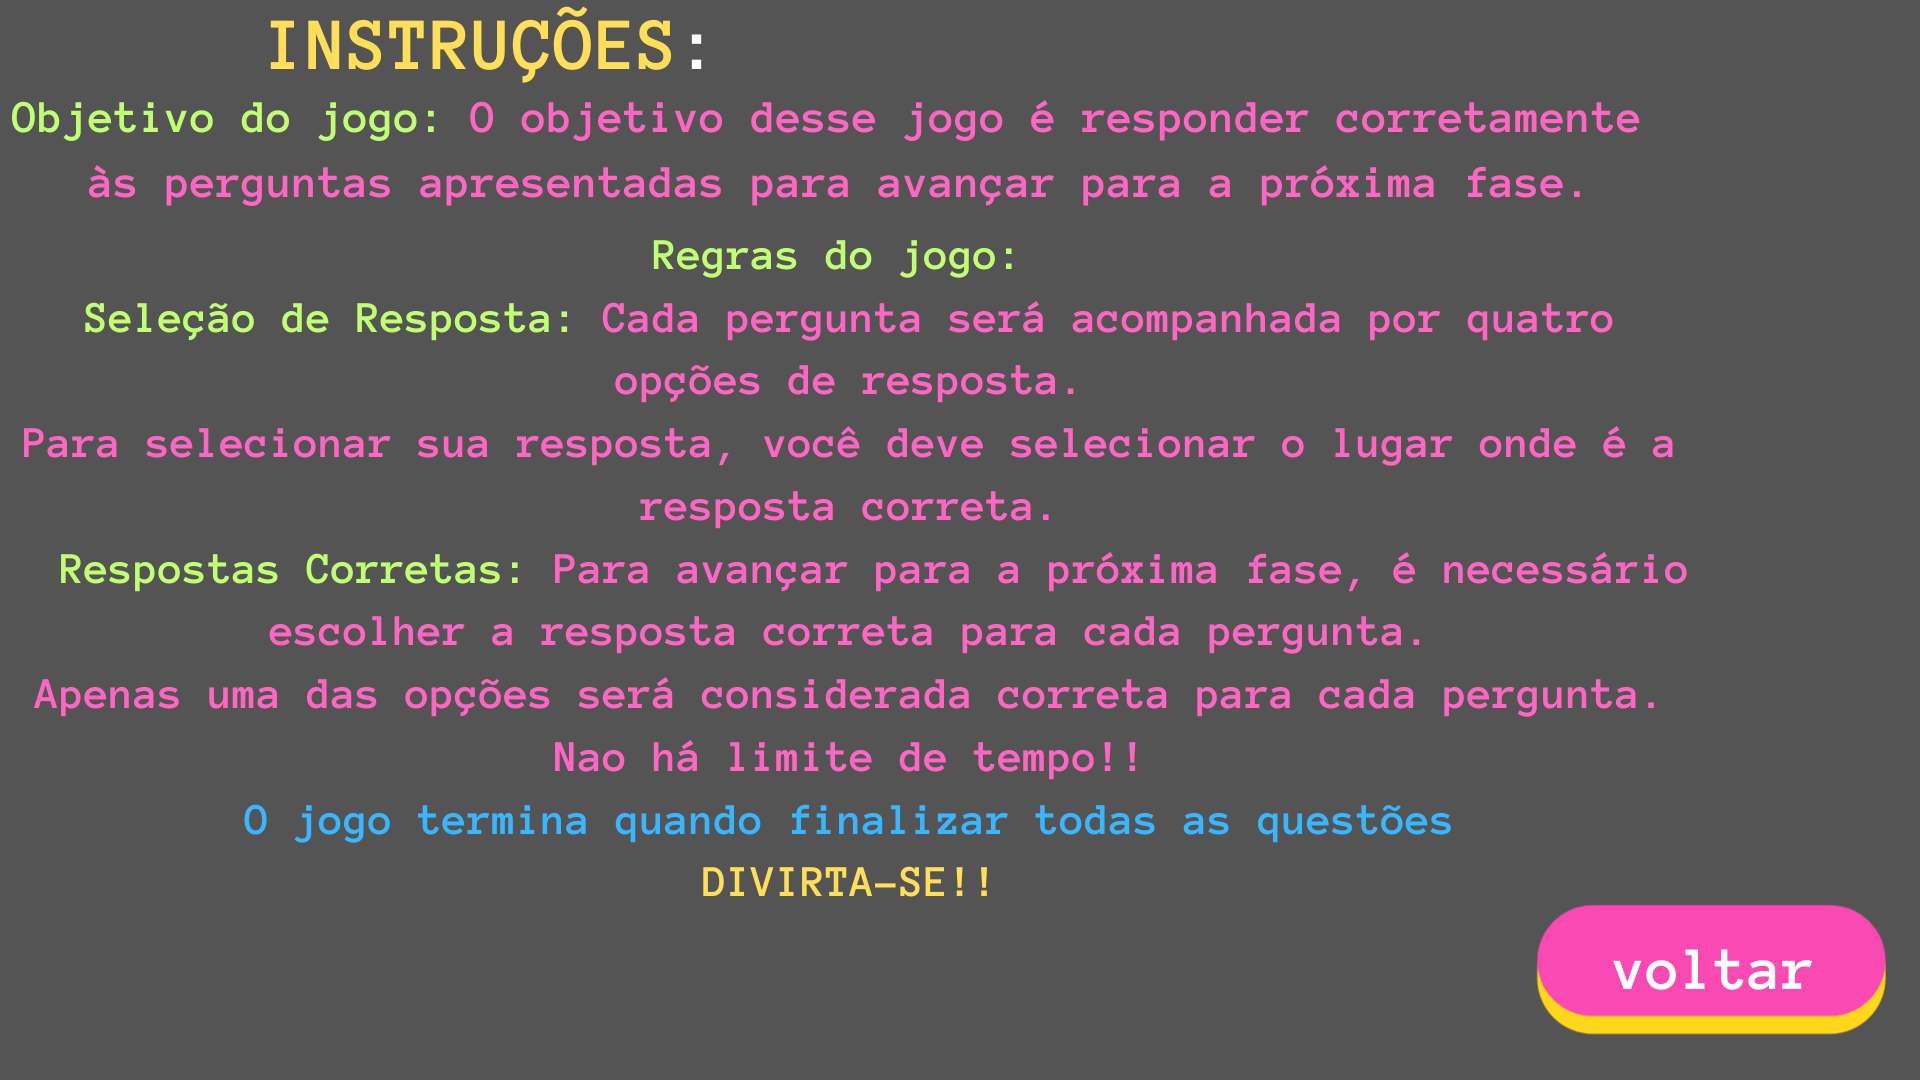 INSTRUÇÕES:
Objetivo do jogo: O objetivo desse jogo é responder corretamente
às perguntas apresentadas para avançar para a próxima fase.
Regras do jogo:
Seleção de Resposta: Cada pergunta será acompanhada por quatro
opções de resposta.
Para selecionar sua resposta, você deve selecionar o lugar onde é a
resposta correta.
Respostas Corretas: Para avançar para a próxima fase, é necessário
escolher a resposta correta para cada pergunta.
Apenas uma das opções será considerada correta para cada pergunta.
Nao há limite de tempo!!
O jogo termina quando finalizar todas as questões
DIVIRTA-SE!!
voltar